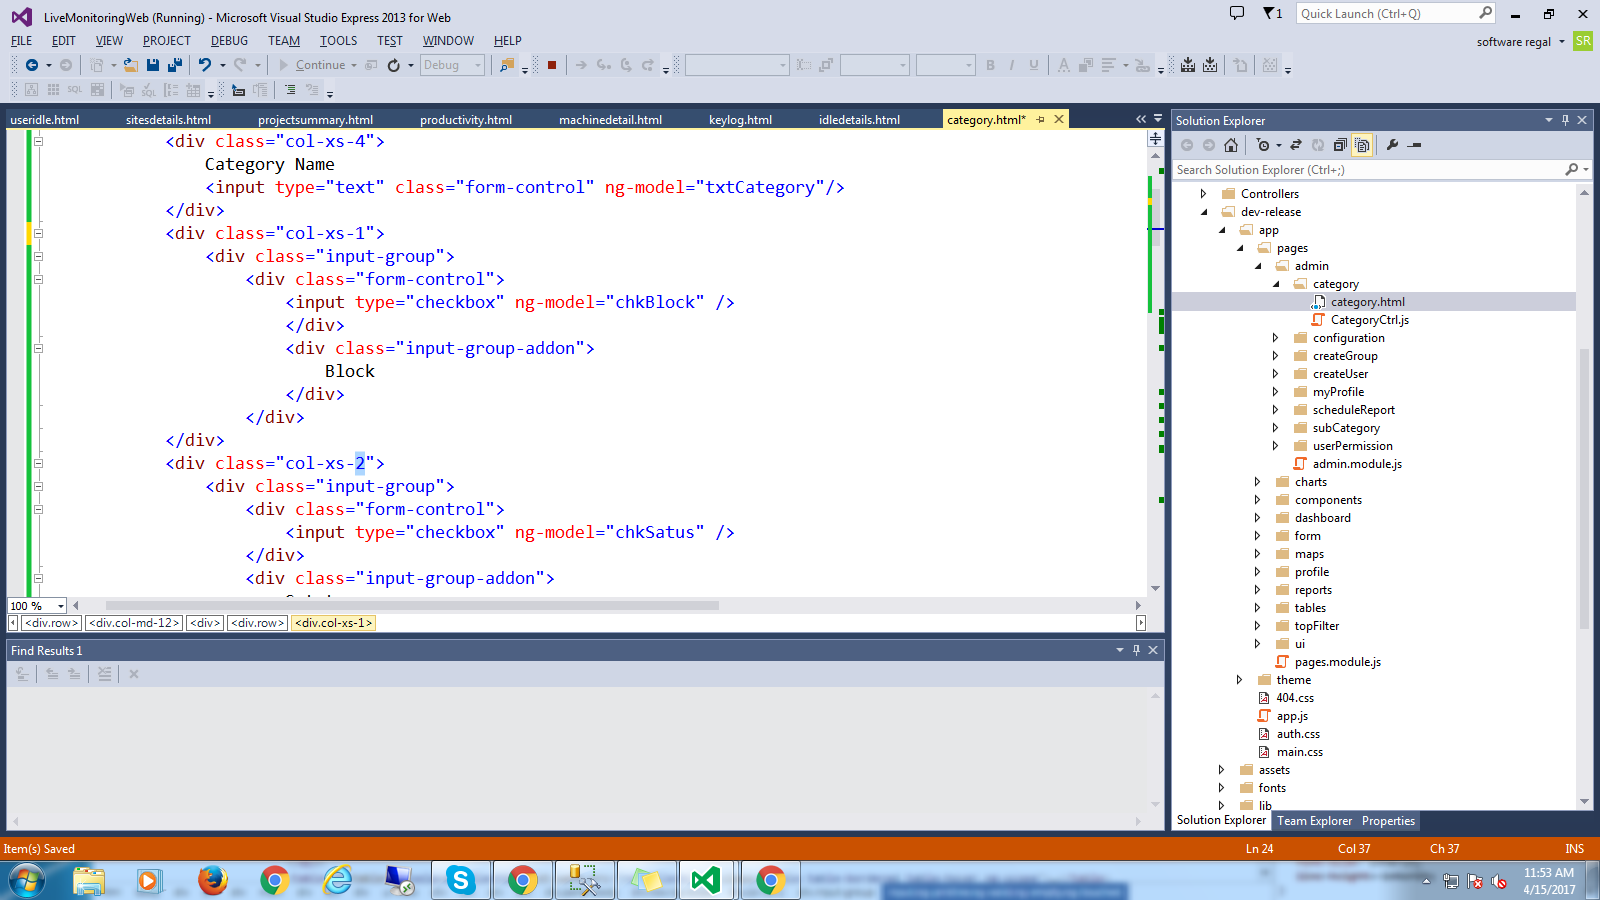 LiveMonitoringWeb (Running) - Microsoft Visual Studio Express 2013 for Web
1
Quick Launch (Ctrl+Q)
FILE EDIT VIEW PROJECT DEBUG TEAM TOOLS TEST WINDOW HELP
software regal SR
Continue Debug
B I U A
SQL SQL
useridle.html sitesdetails.html projectsummary.html productivity.html machinedetail.html keylog.html idledetails.html category.html*
<div class="col-xs-4">
Category Name
<input type="text" class="form-control" ng-model="txtCategory"/>
</div>
<div class="col-xs-1">
<div class="input-group">
<div class="form-control">
<input type="checkbox" ng-model="chkBlock" />
</div>
<div class="input-group-addon">
Block
</div>
</div>
</div>
<div class="col-xs-2">
<div class="input-group">
<div class="form-control">
<input type="checkbox" ng-model="chkSatus" />
</div>
<div class="input-group-addon">
100 %
<div.row> <div.col-md-12> <div> <div.row> <div.col-xs-1>
Find Results 1
Solution Explorer
Search Solution Explorer (Ctrl+;)
Controllers
dev-release
app
pages
admin
category
category.html
CategoryCtrl.js
configuration
createGroup
createUser
myProfile
scheduleReport
subCategory
userPermission
admin.module.js
charts
components
dashboard
form
maps
profile
reports
tables
topFilter
ui
pages.module.js
theme
404.css
app.js
auth.css
main.css
assets
fonts
lib
Solution Explorer Team Explorer Properties
Item(s) Saved
Ln 24 Col 37 Ch 37 INS
11:53 AM
4/15/2017